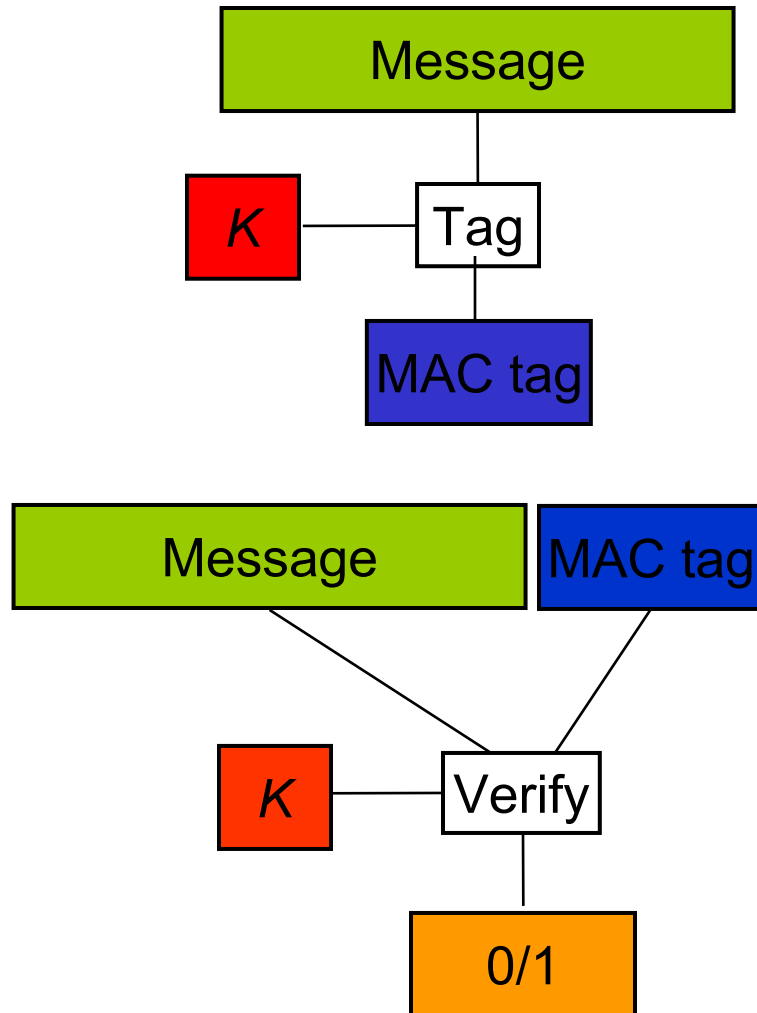 Message
K
Tag
MAC tag
Message
MAC tag
K
Verify
0/1